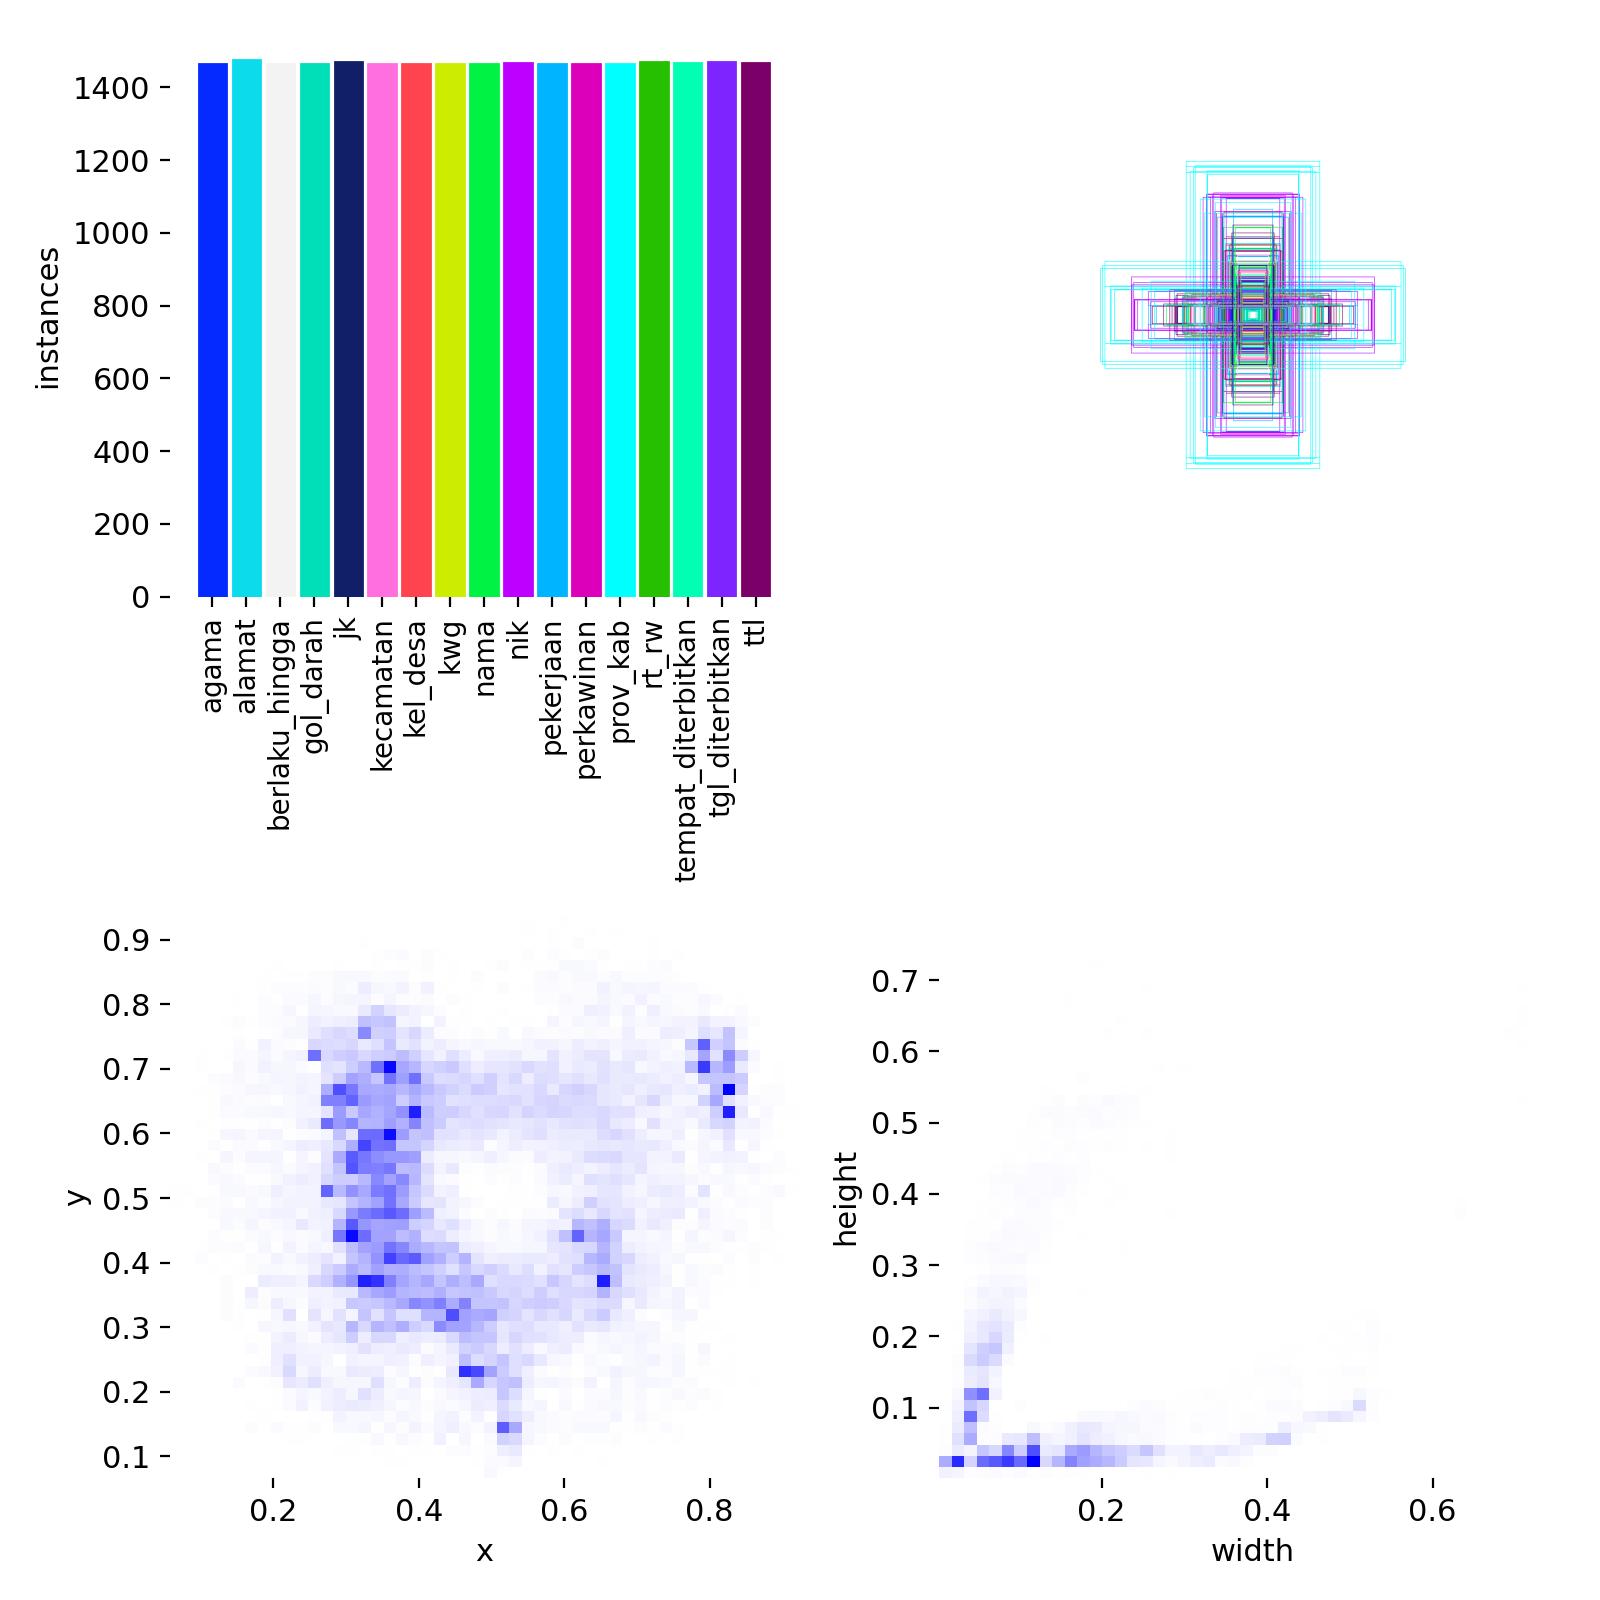 instances
1400
1200
1000
800
600
400
200
0
agama
alamat
berlaku_hingga
gol_darah
jk
kecamatan
kel_desa
kwg
nama
nik
pekerjaan
perkawinan
prov_kab
rt_rw
tempat_diterbitkan
tgl_diterbitkan
ttl
y
0.9
0.8
0.7
0.6
0.5
0.4
0.3
0.2
0.1
0.2 0.4 0.6 0.8
x
height
0.7
0.6
0.5
0.4
0.3
0.2
0.1
0.2 0.4 0.6
width